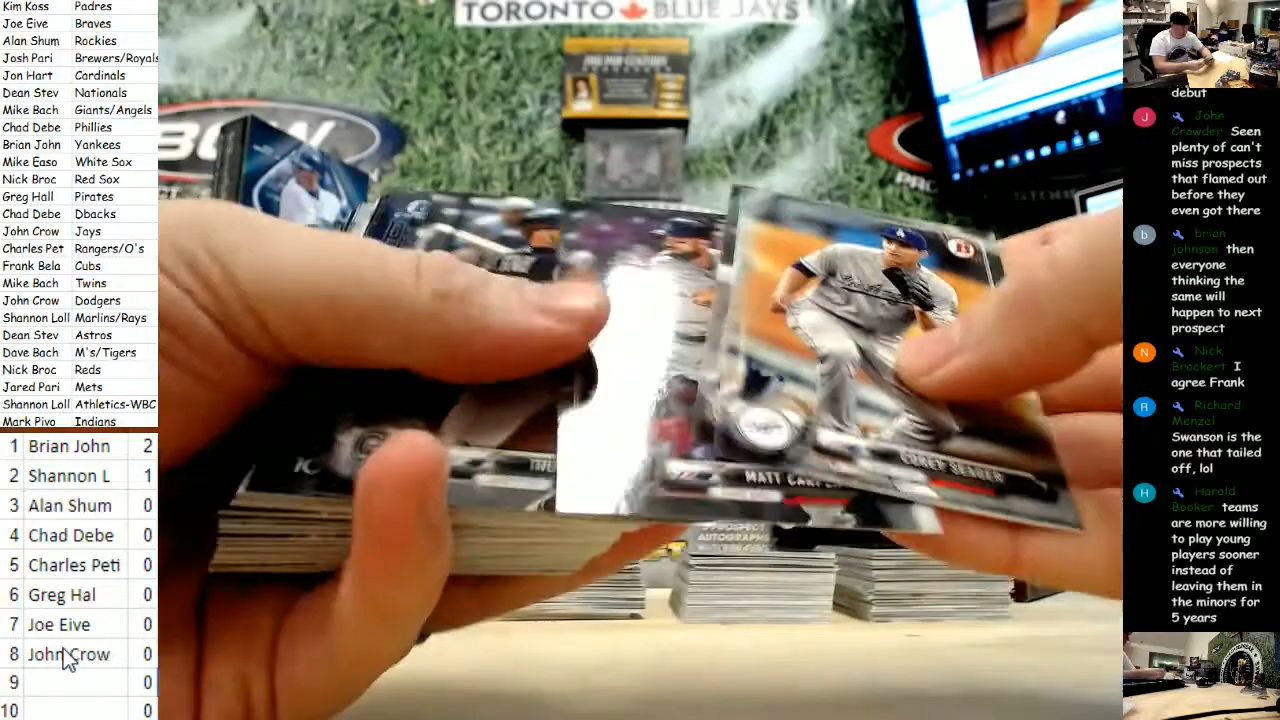 Kim Koss Padres
Joe Eive Braves
Alan Shum Rockies
Josh Pari Brewers/Royals
Jon Hart Cardinals
Dean Stev Nationals
Mike Bach Giants/Angels
Chad Debe Phillies
Brian John Yankees
Mike Easo White Sox
Nick Broc Red Sox
Greg Hall Pirates
Chad Debe Dbacks
John Crow Jays
Charles Pet Rangers/O's
Frank Bela Cubs
Mike Bach Twins
John Crow Dodgers
Shannon Loll Marlins/Rays
Dean Stev Astros
Dave Bach M's/Tigers
Nick Broc Reds
Jared Pari Mets
Shannon Loll Athletics-WBC
Mark Pivo Indians
1 Brian John 2
2 Shannon L 1
3 Alan Shum 0
4 Chad Debe 0
5 Charles Peti 0
6 Greg Hal 0
7 Joe Eive 0
8 John Crow 0
9 0
10 0
TORONTO BLUE JAYS
MATT CARPE
COREY SEAGER
PROSPECT
AUTOGRAPHS
debut
J John
Crowder Seen
plenty of can't
miss prospects
that flamed out
before they
even got there
b brian
johnson then
everyone
thinking the
same will
happen to next
prospect
N Nick
Brockert I
agree Frank
R Richard
Menzel
Swanson is the
one that tailed
off, lol
H Harold
Booker teams
are more willing
to play young
players sooner
instead of
leaving them in
the minors for
5 years